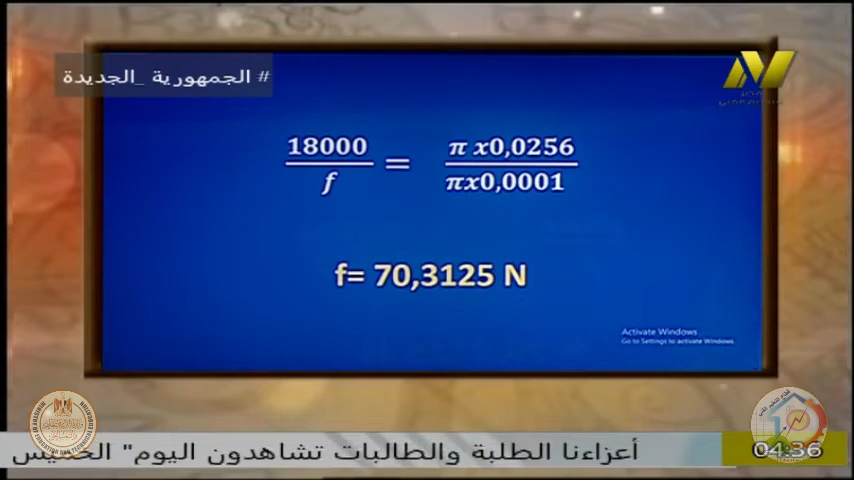 # الجمهورية _الجديدة
18000
f
=
π x0,0256
πx0,0001
f= 70,3125 N
Activate Windows
Go to Settings to activate Windows.
أعزاءنا الطلبة والطالبات تشاهدون اليوم" الخميس
04:36